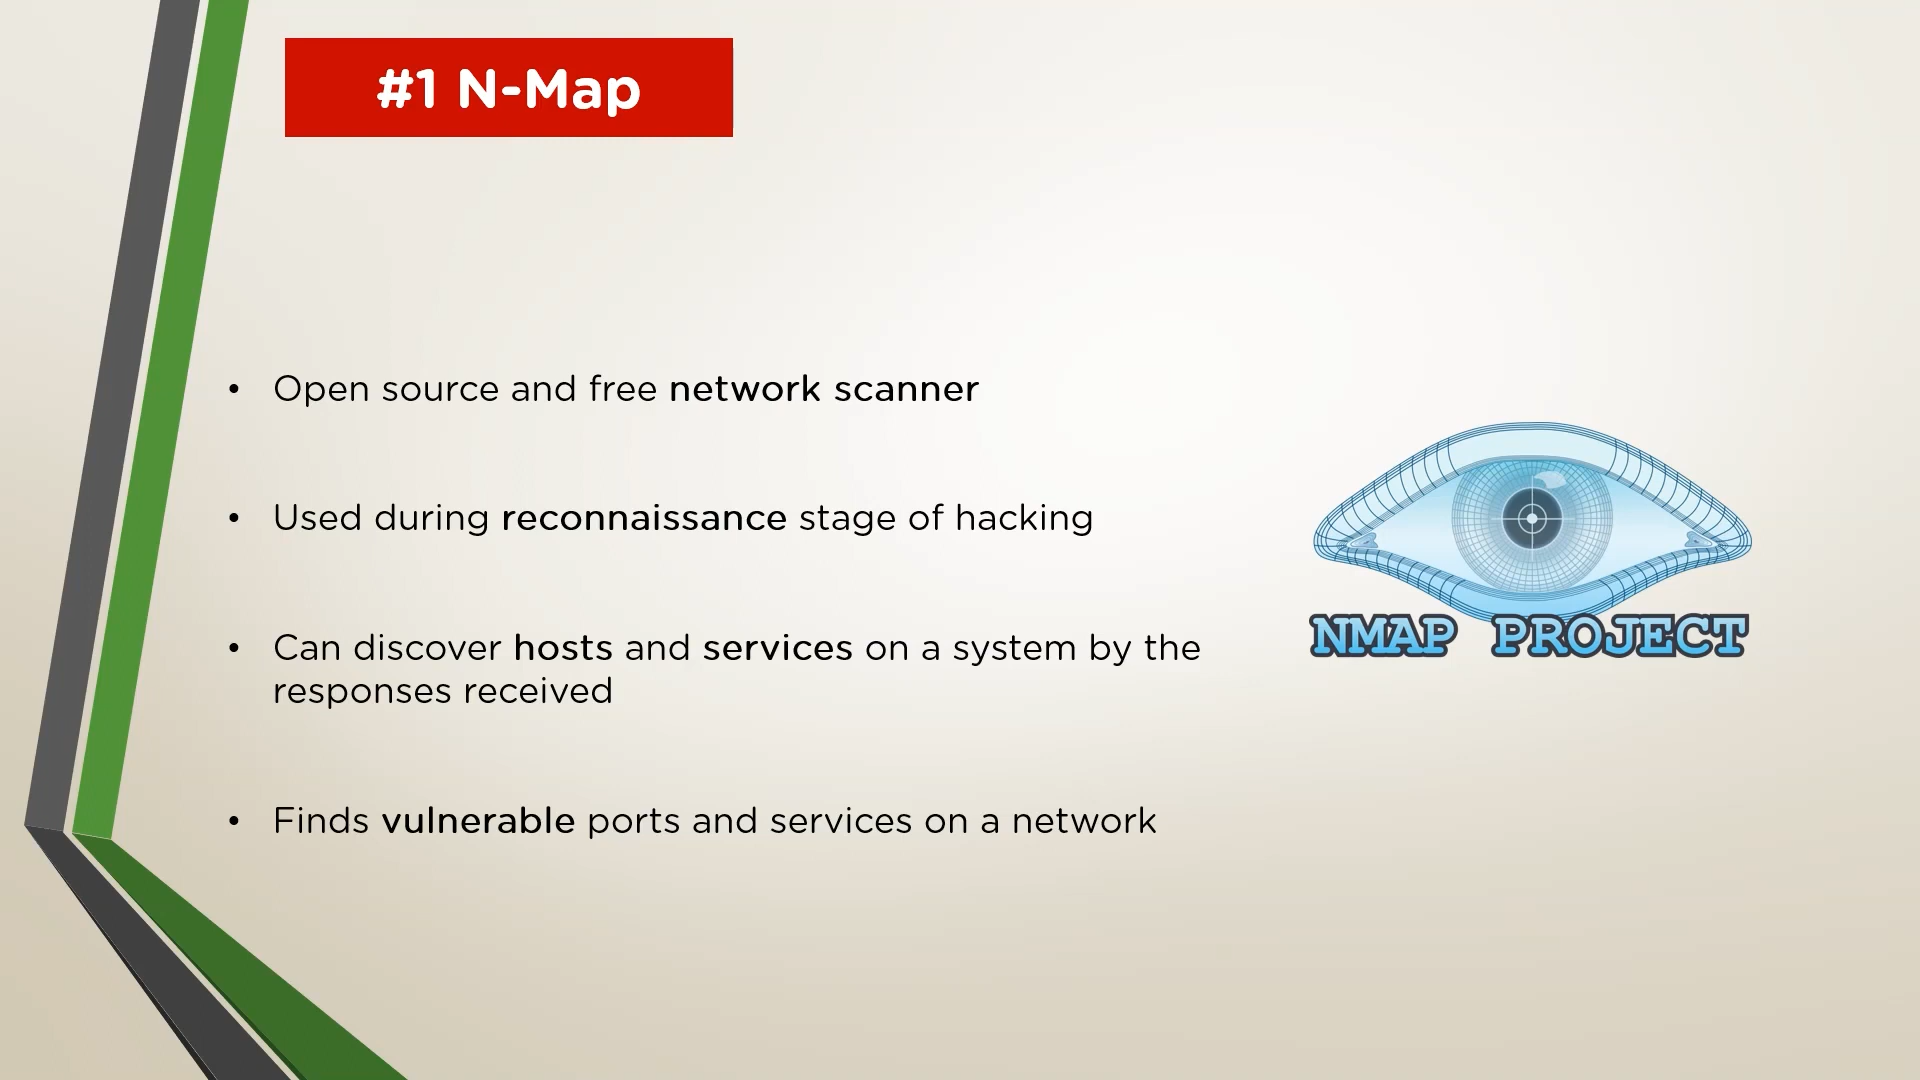 #1 N-Map
• Open source and free network scanner
• Used during reconnaissance stage of hacking
• Can discover hosts and services on a system by the
responses received
• Finds vulnerable ports and services on a network
NMAP PROJECT